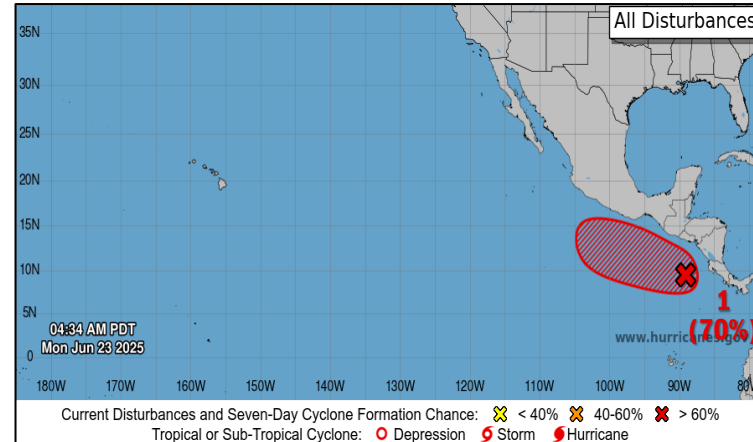 All Disturbances
35N
30N
25N
20N
15N
10N
5N
0
1
(70%)
www.hurricanes.gov
04:34 AM PDT
Mon Jun 23 2025
180W 170W 160W 150W 140W 130W 120W 110W 100W 90W 80W
Current Disturbances and Seven-Day Cyclone Formation Chance: < 40% 40-60% > 60%
Tropical or Sub-Tropical Cyclone: Depression Storm Hurricane